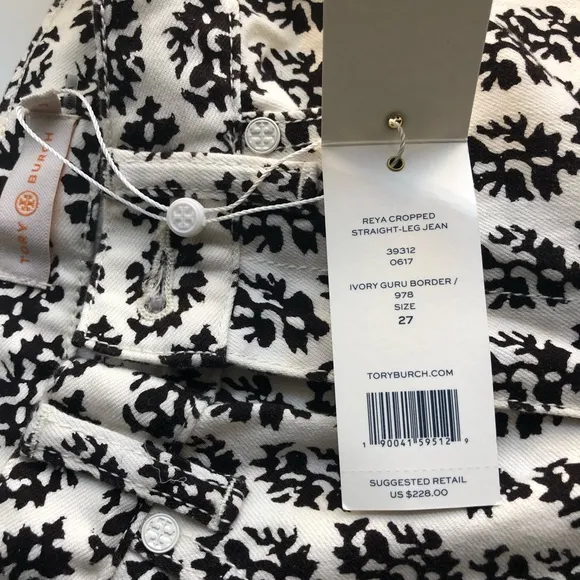 TORY BURCH
REYA CROPPED
STRAIGHT-LEG JEAN
39312
0617
IVORY GURU BORDER /
978
SIZE
27
TORYBURCH.COM
1 90041 59512 9
SUGGESTED RETAIL
US $228.00